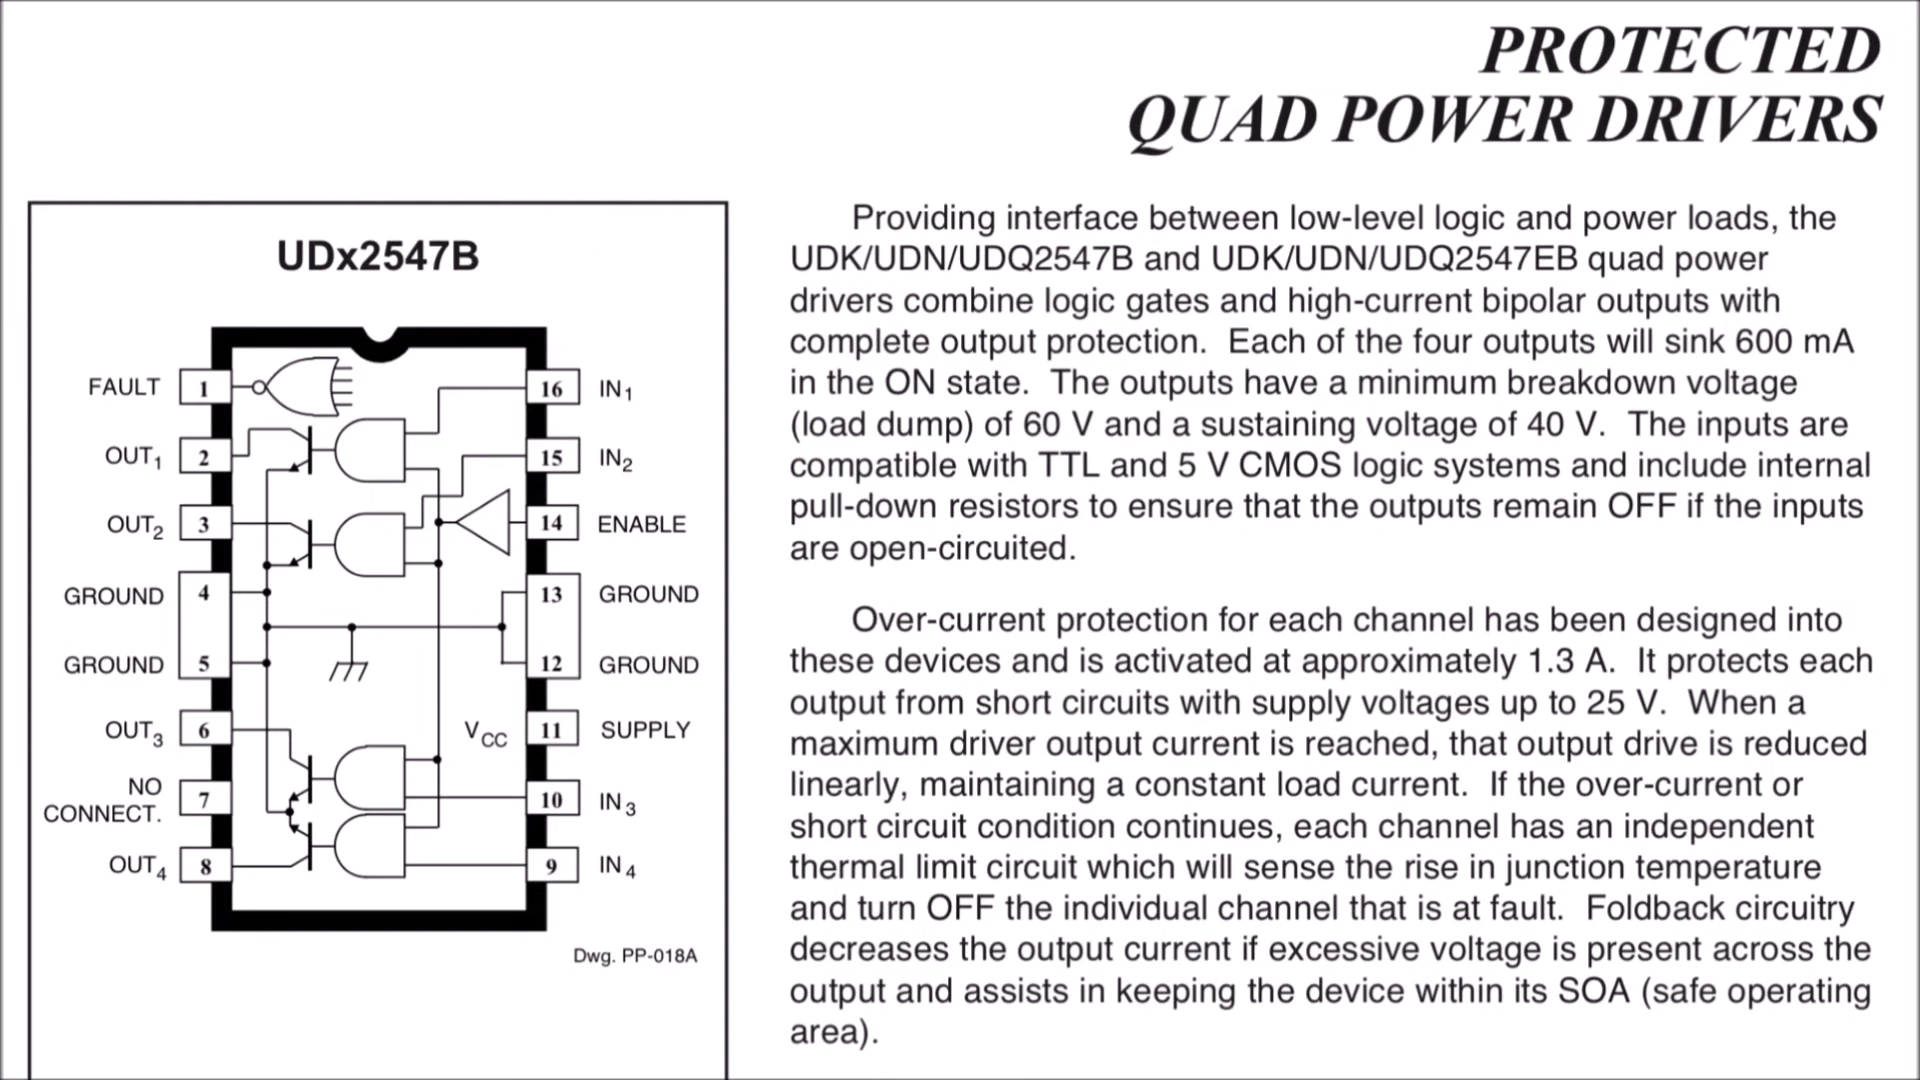 PROTECTED
QUAD POWER DRIVERS
UDx2547B
FAULT 1 16 IN1
OUT1 2 15 IN2
OUT2 3 14 ENABLE
GROUND 4 13 GROUND
GROUND 5 12 GROUND
OUT3 6 VCC 11 SUPPLY
NO
CONNECT. 7 10 IN3
OUT4 8 9 IN4
Dwg. PP-018A
Providing interface between low-level logic and power loads, the
UDK/UDN/UDQ2547B and UDK/UDN/UDQ2547EB quad power
drivers combine logic gates and high-current bipolar outputs with
complete output protection. Each of the four outputs will sink 600 mA
in the ON state. The outputs have a minimum breakdown voltage
(load dump) of 60 V and a sustaining voltage of 40 V. The inputs are
compatible with TTL and 5 V CMOS logic systems and include internal
pull-down resistors to ensure that the outputs remain OFF if the inputs
are open-circuited.
Over-current protection for each channel has been designed into
these devices and is activated at approximately 1.3 A. It protects each
output from short circuits with supply voltages up to 25 V. When a
maximum driver output current is reached, that output drive is reduced
linearly, maintaining a constant load current. If the over-current or
short circuit condition continues, each channel has an independent
thermal limit circuit which will sense the rise in junction temperature
and turn OFF the individual channel that is at fault. Foldback circuitry
decreases the output current if excessive voltage is present across the
output and assists in keeping the device within its SOA (safe operating
area).